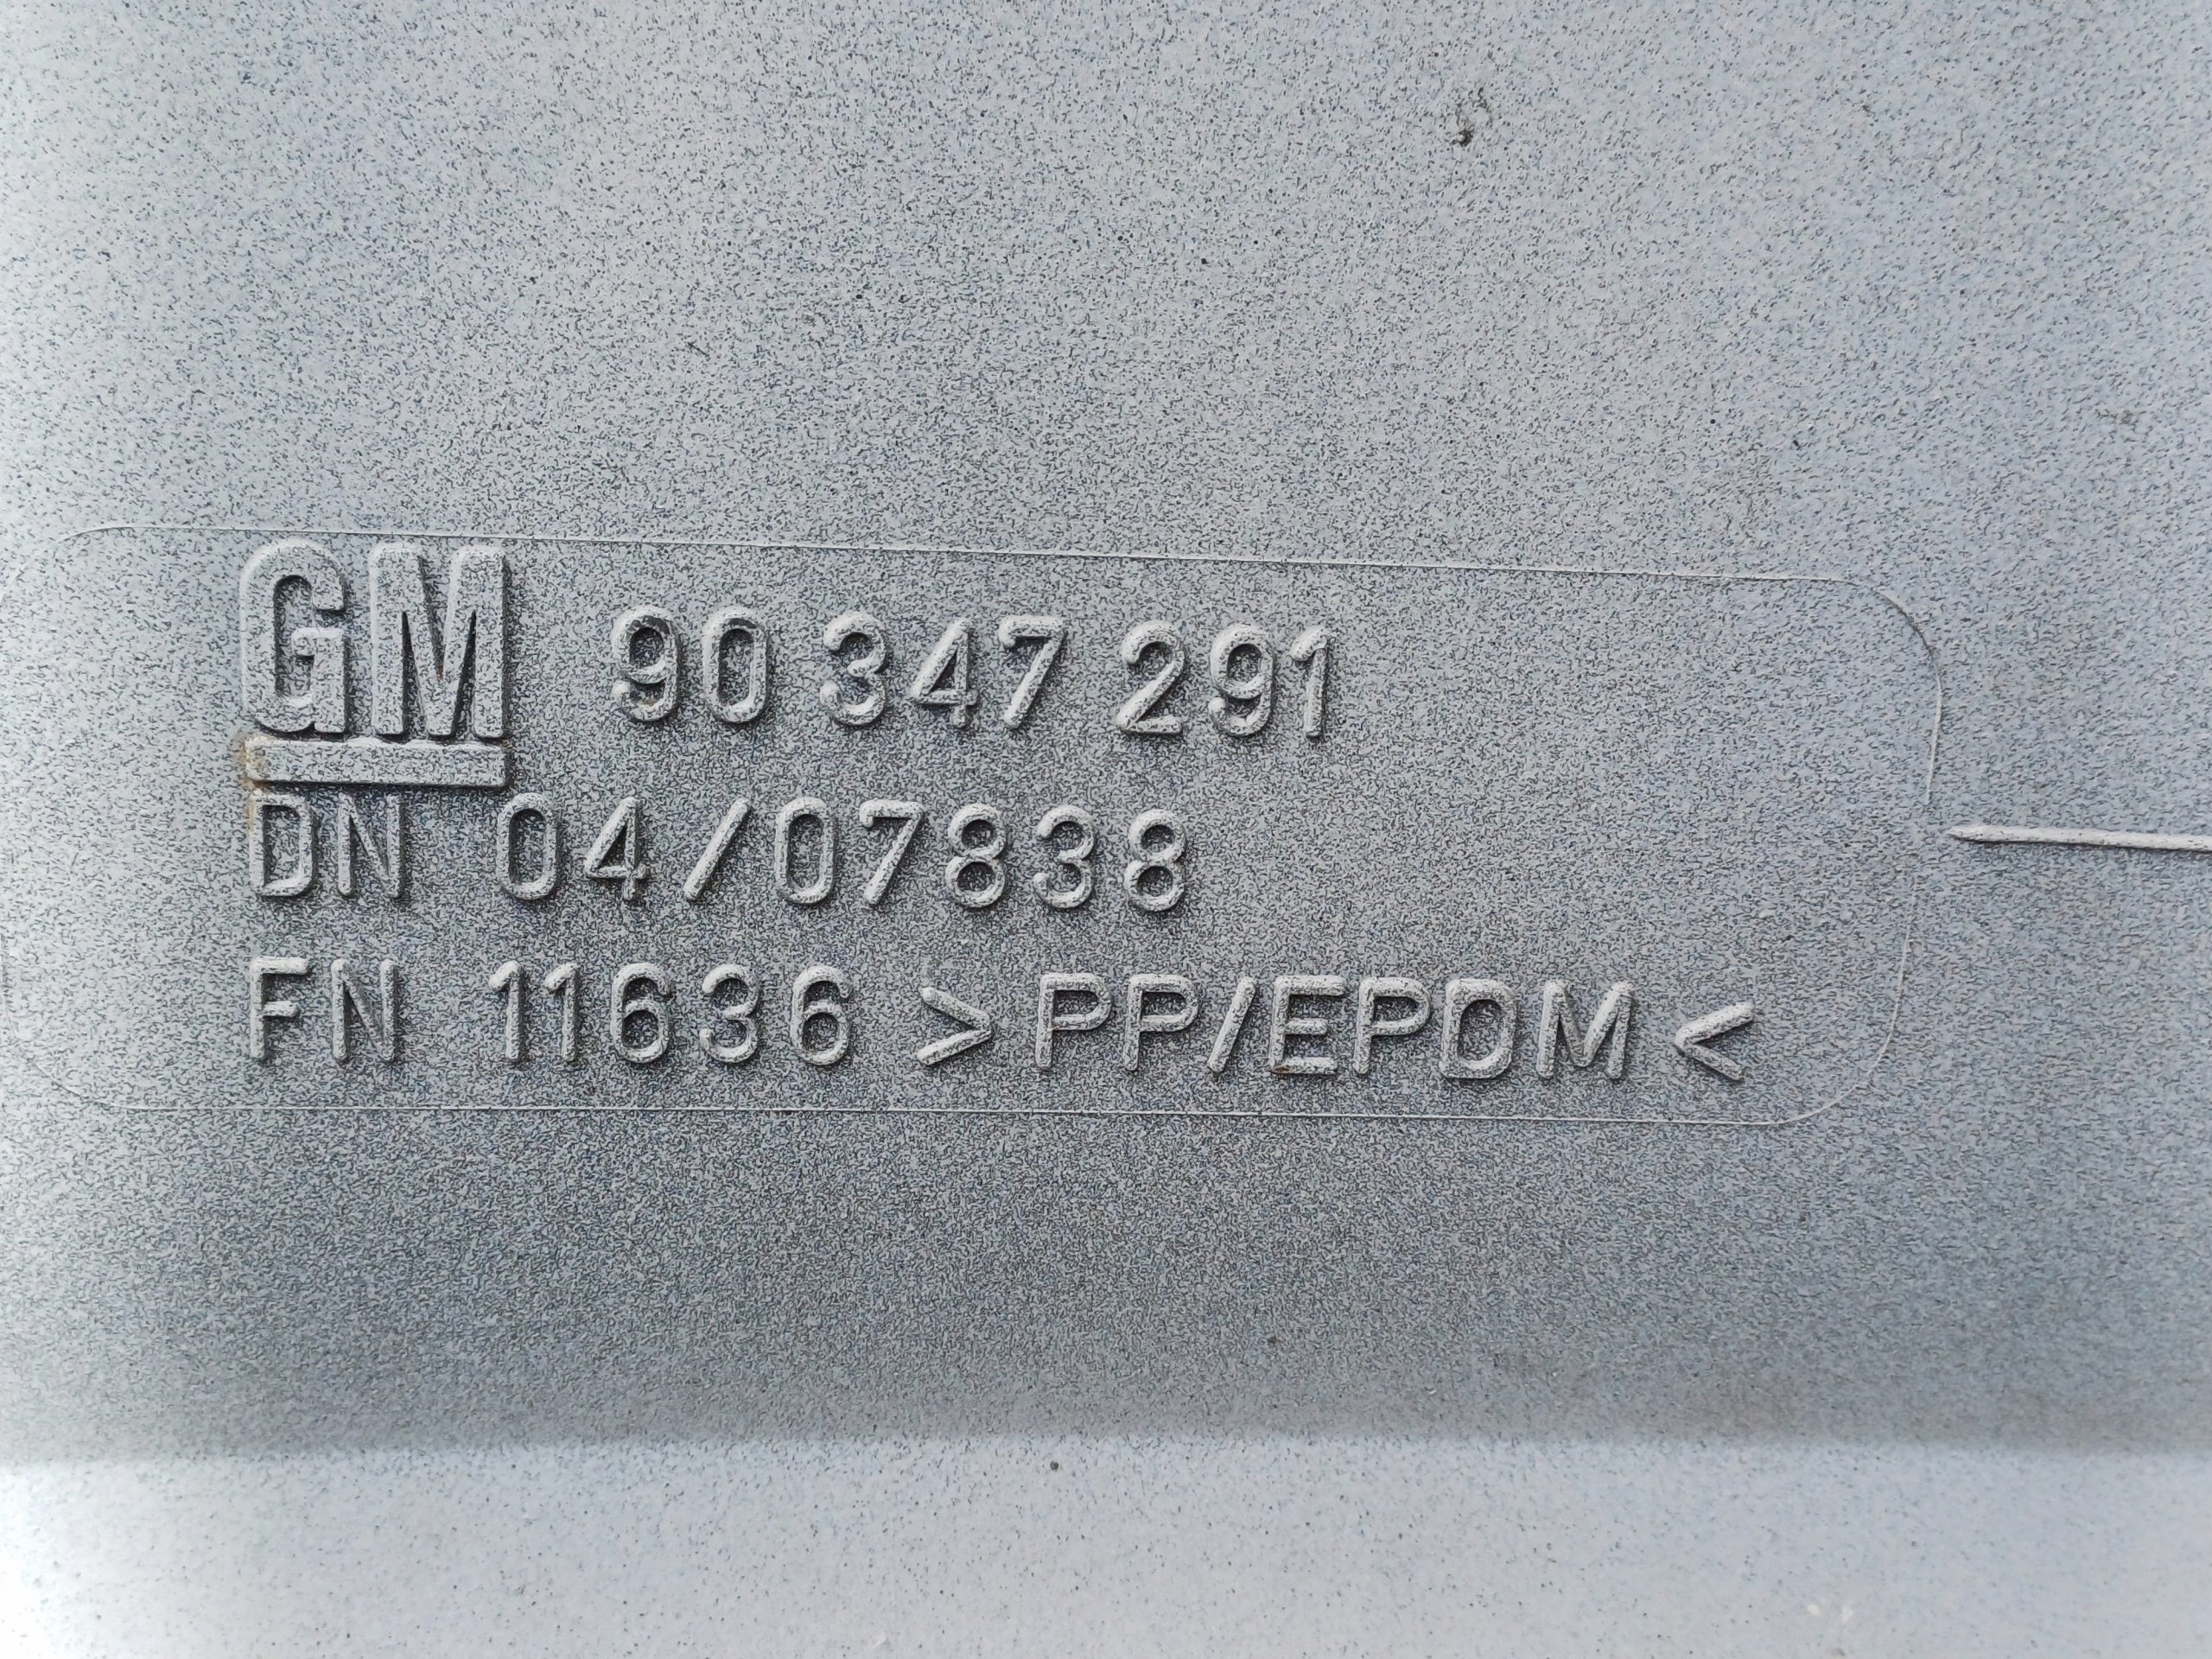 GM 90 347 291
DN 04/07838
FN 11636 >PP/EPDM<